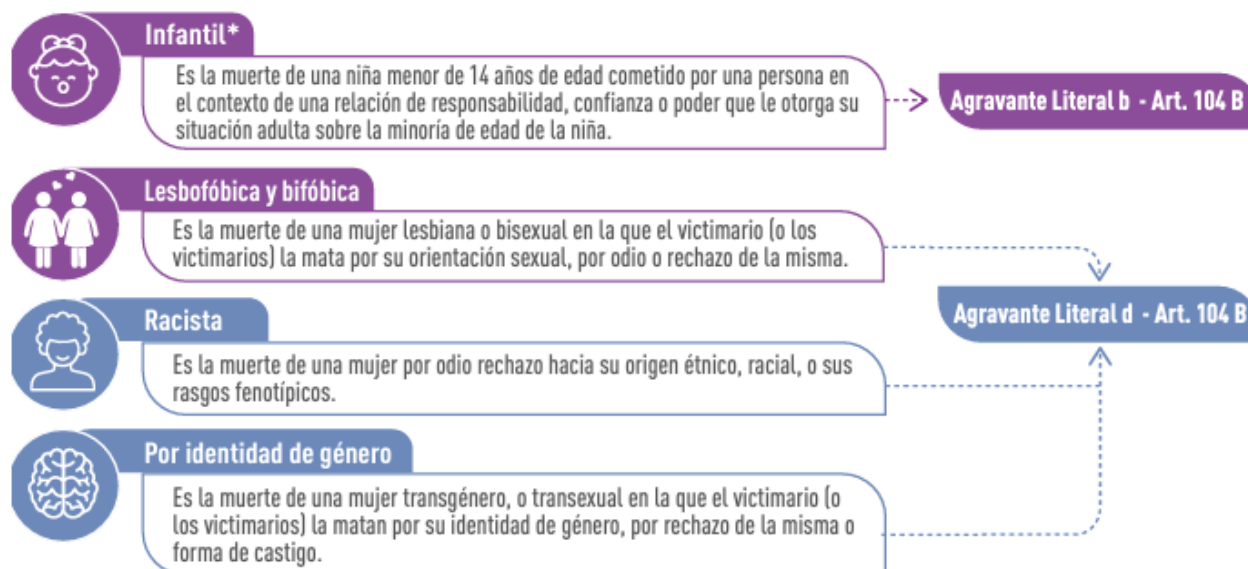 Infantil*
Es la muerte de una niña menor de 14 años de edad cometido por una persona en
el contexto de una relación de responsabilidad, confianza o poder que le otorga su
situación adulta sobre la minoría de edad de la niña.
Agravante Literal b - Art. 104 B
Lesbofóbica y bifóbica
Es la muerte de una mujer lesbiana o bisexual en la que el victimario (o los
victimarios) la mata por su orientación sexual, por odio o rechazo de la misma.
Agravante Literal d - Art. 104 B
Racista
Es la muerte de una mujer por odio rechazo hacia su origen étnico, racial, o sus
rasgos fenotípicos.
Por identidad de género
Es la muerte de una mujer transgénero, o transexual en la que el victimario (o
los victimarios) la matan por su identidad de género, por rechazo de la misma o
forma de castigo.